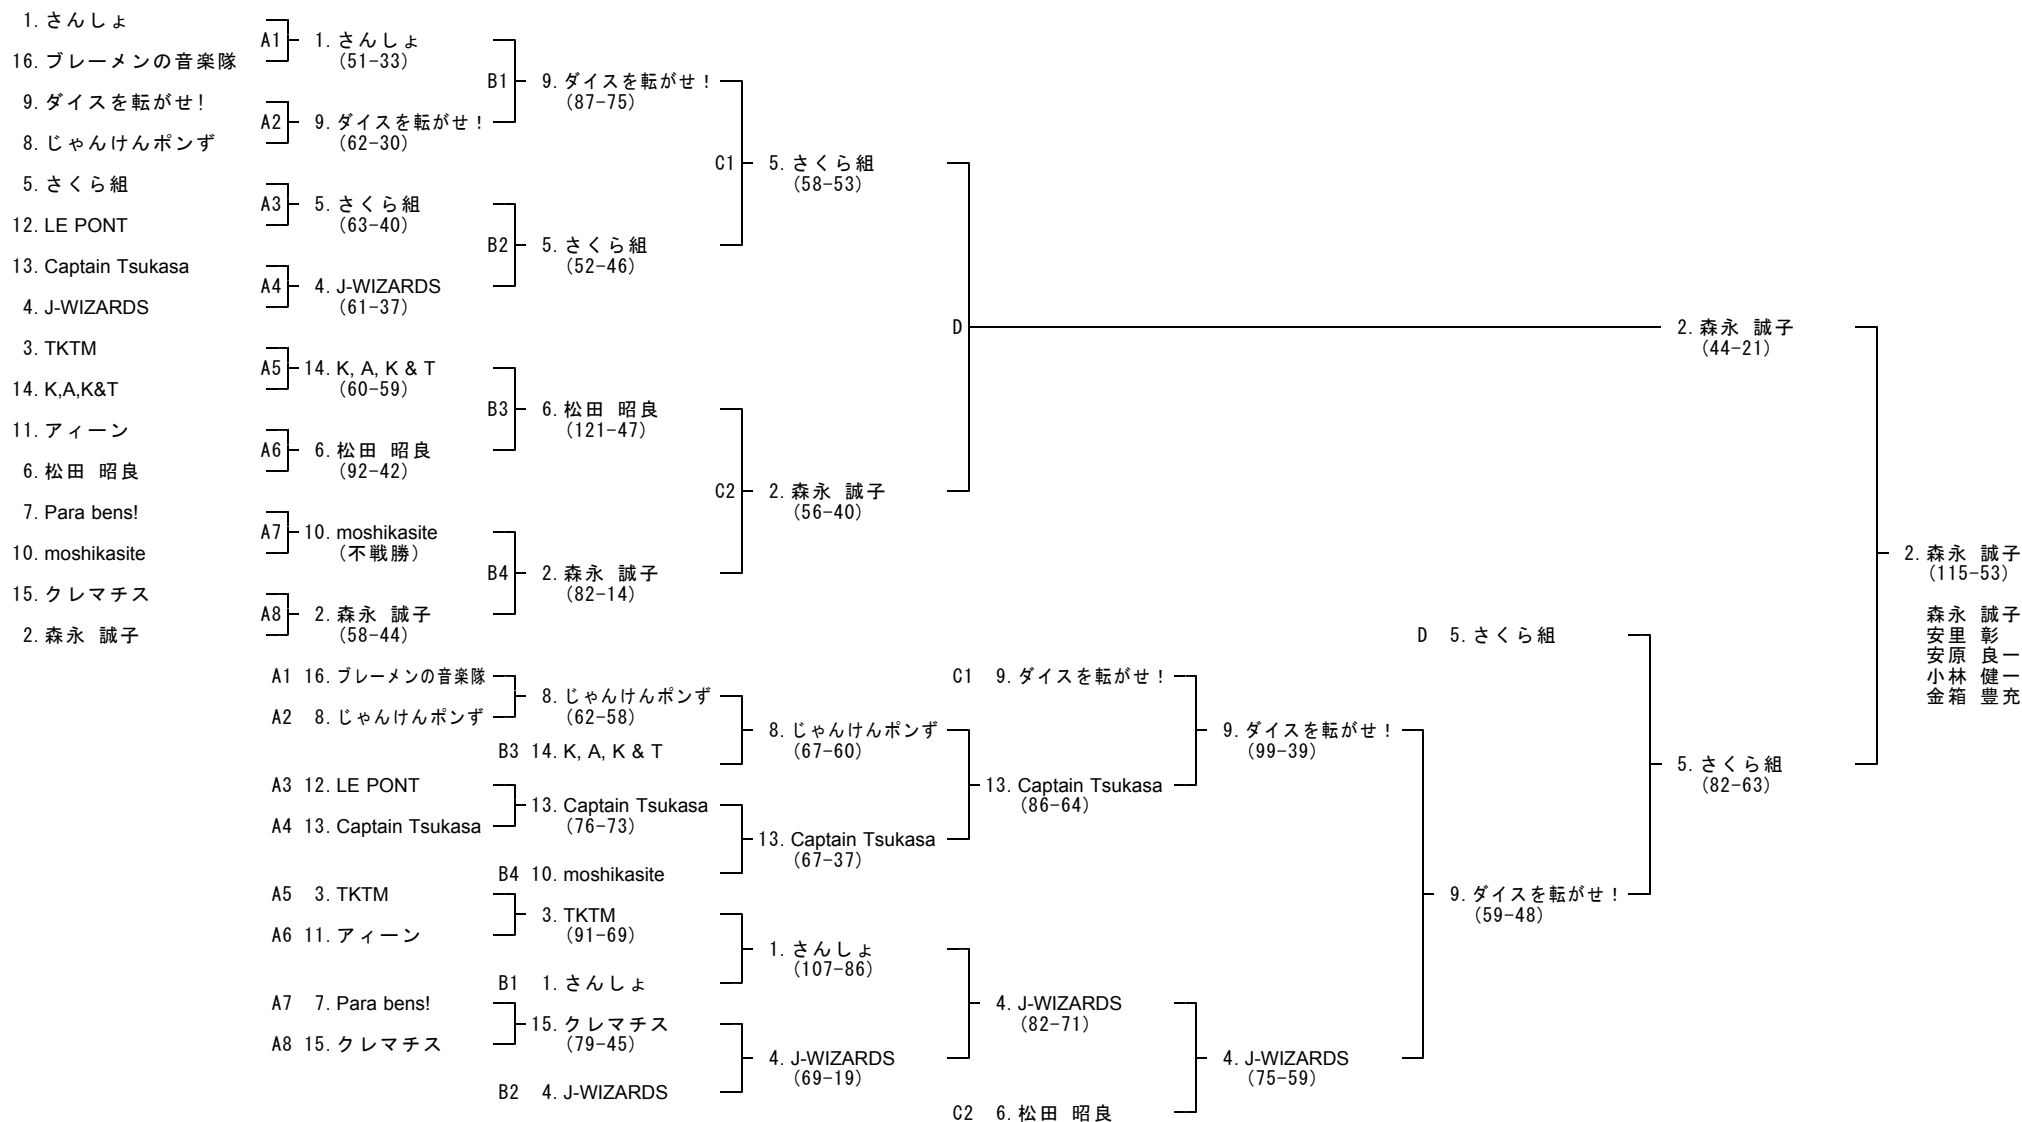 1. さんしょ
16. ブレーメンの音楽隊
9. ダイスを転がせ!
8. じゃんけんポンず
5. さくら組
12. LE PONT
13. Captain Tsukasa
4. J-WIZARDS
3. TKTM
14. K,A,K&T
11. アィーン
6. 松田 昭良
7. Para bens!
10. moshikasite
15. クレマチス
2. 森永 誠子
A1 1. さんしょ
(51-33)
A2 9. ダイスを転がせ!
(62-30)
A3 5. さくら組
(63-40)
A4 4. J-WIZARDS
(61-37)
A5 14. K, A, K & T
(60-59)
A6 6. 松田 昭良
(92-42)
A7 10. moshikasite
(不戦勝)
A8 2. 森永 誠子
(58-44)
B1 9. ダイスを転がせ!
(87-75)
B2 5. さくら組
(52-46)
B3 6. 松田 昭良
(121-47)
B4 2. 森永 誠子
(82-14)
C1 5. さくら組
(58-53)
C2 2. 森永 誠子
(56-40)
D
2. 森永 誠子
(44-21)
A1 16. ブレーメンの音楽隊
A2 8. じゃんけんポンず
A3 12. LE PONT
A4 13. Captain Tsukasa
A5 3. TKTM
A6 11. アィーン
A7 7. Para bens!
A8 15. クレマチス
8. じゃんけんポンず
(62-58)
B3 14. K, A, K & T
13. Captain Tsukasa
(76-73)
B4 10. moshikasite
3. TKTM
(91-69)
B1 1. さんしょ
15. クレマチス
(79-45)
B2 4. J-WIZARDS
8. じゃんけんポンず
(67-60)
13. Captain Tsukasa
(67-37)
1. さんしょ
(107-86)
4. J-WIZARDS
(69-19)
C1 9. ダイスを転がせ!
13. Captain Tsukasa
(86-64)
4. J-WIZARDS
(82-71)
C2 6. 松田 昭良
9. ダイスを転がせ!
(99-39)
4. J-WIZARDS
(75-59)
D 5. さくら組
9. ダイスを転がせ!
(59-48)
5. さくら組
(82-63)
2. 森永 誠子
(115-53)
森永 誠子
安里 彰
安原 良一
小林 健一
金箱 豊充